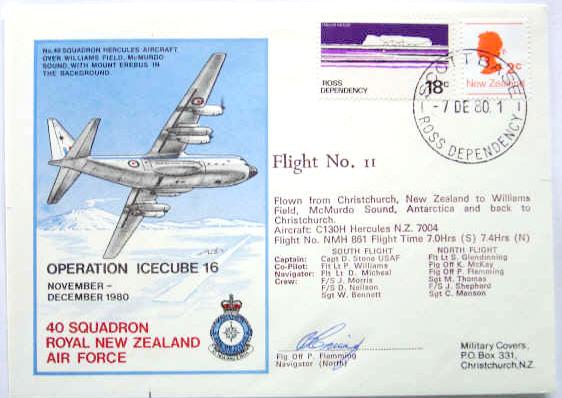 No.40 SQUADRON HERCULES AIRCRAFT
OVER WILLIAMS FIELD, McMURDO
SOUND, WITH MOUNT EREBUS IN
THE BACKGROUND.
ROSS
DEPENDENCY
18c
2c
New Zealand
SCOTT BASE
-7 DE 80. 1
ROSS DEPENDENCY
Flight No. 11
Flown from Christchurch, New Zealand to Williams
Field, McMurdo Sound, Antarctica and back to
Christchurch.
Aircraft: C130H Hercules N.Z. 7004
Flight No. NMH 861 Flight Time 7.0Hrs (S) 7.4Hrs (N)
SOUTH FLIGHT NORTH FLIGHT
Captain: Capt D. Stone USAF Flt Lt S. Glendinning
Co-Pilot: Flt Lt P. Williams Flg Off K. McKay
Navigator: Flt Lt D. Micheal Flg Off P. Flemming
Crew: F/S J. Morris Sgt M. Thomas
F/S D. Neilson F/S J. Shepherd
Sgt W. Bennett Sgt C. Manson
OPERATION ICECUBE 16
NOVEMBER –
DECEMBER 1980
40 SQUADRON
ROYAL NEW ZEALAND
AIR FORCE
Flg Off P. Flemming
Navigator (North)
Military Covers,
P.O. Box 331,
Christchurch, N.Z.